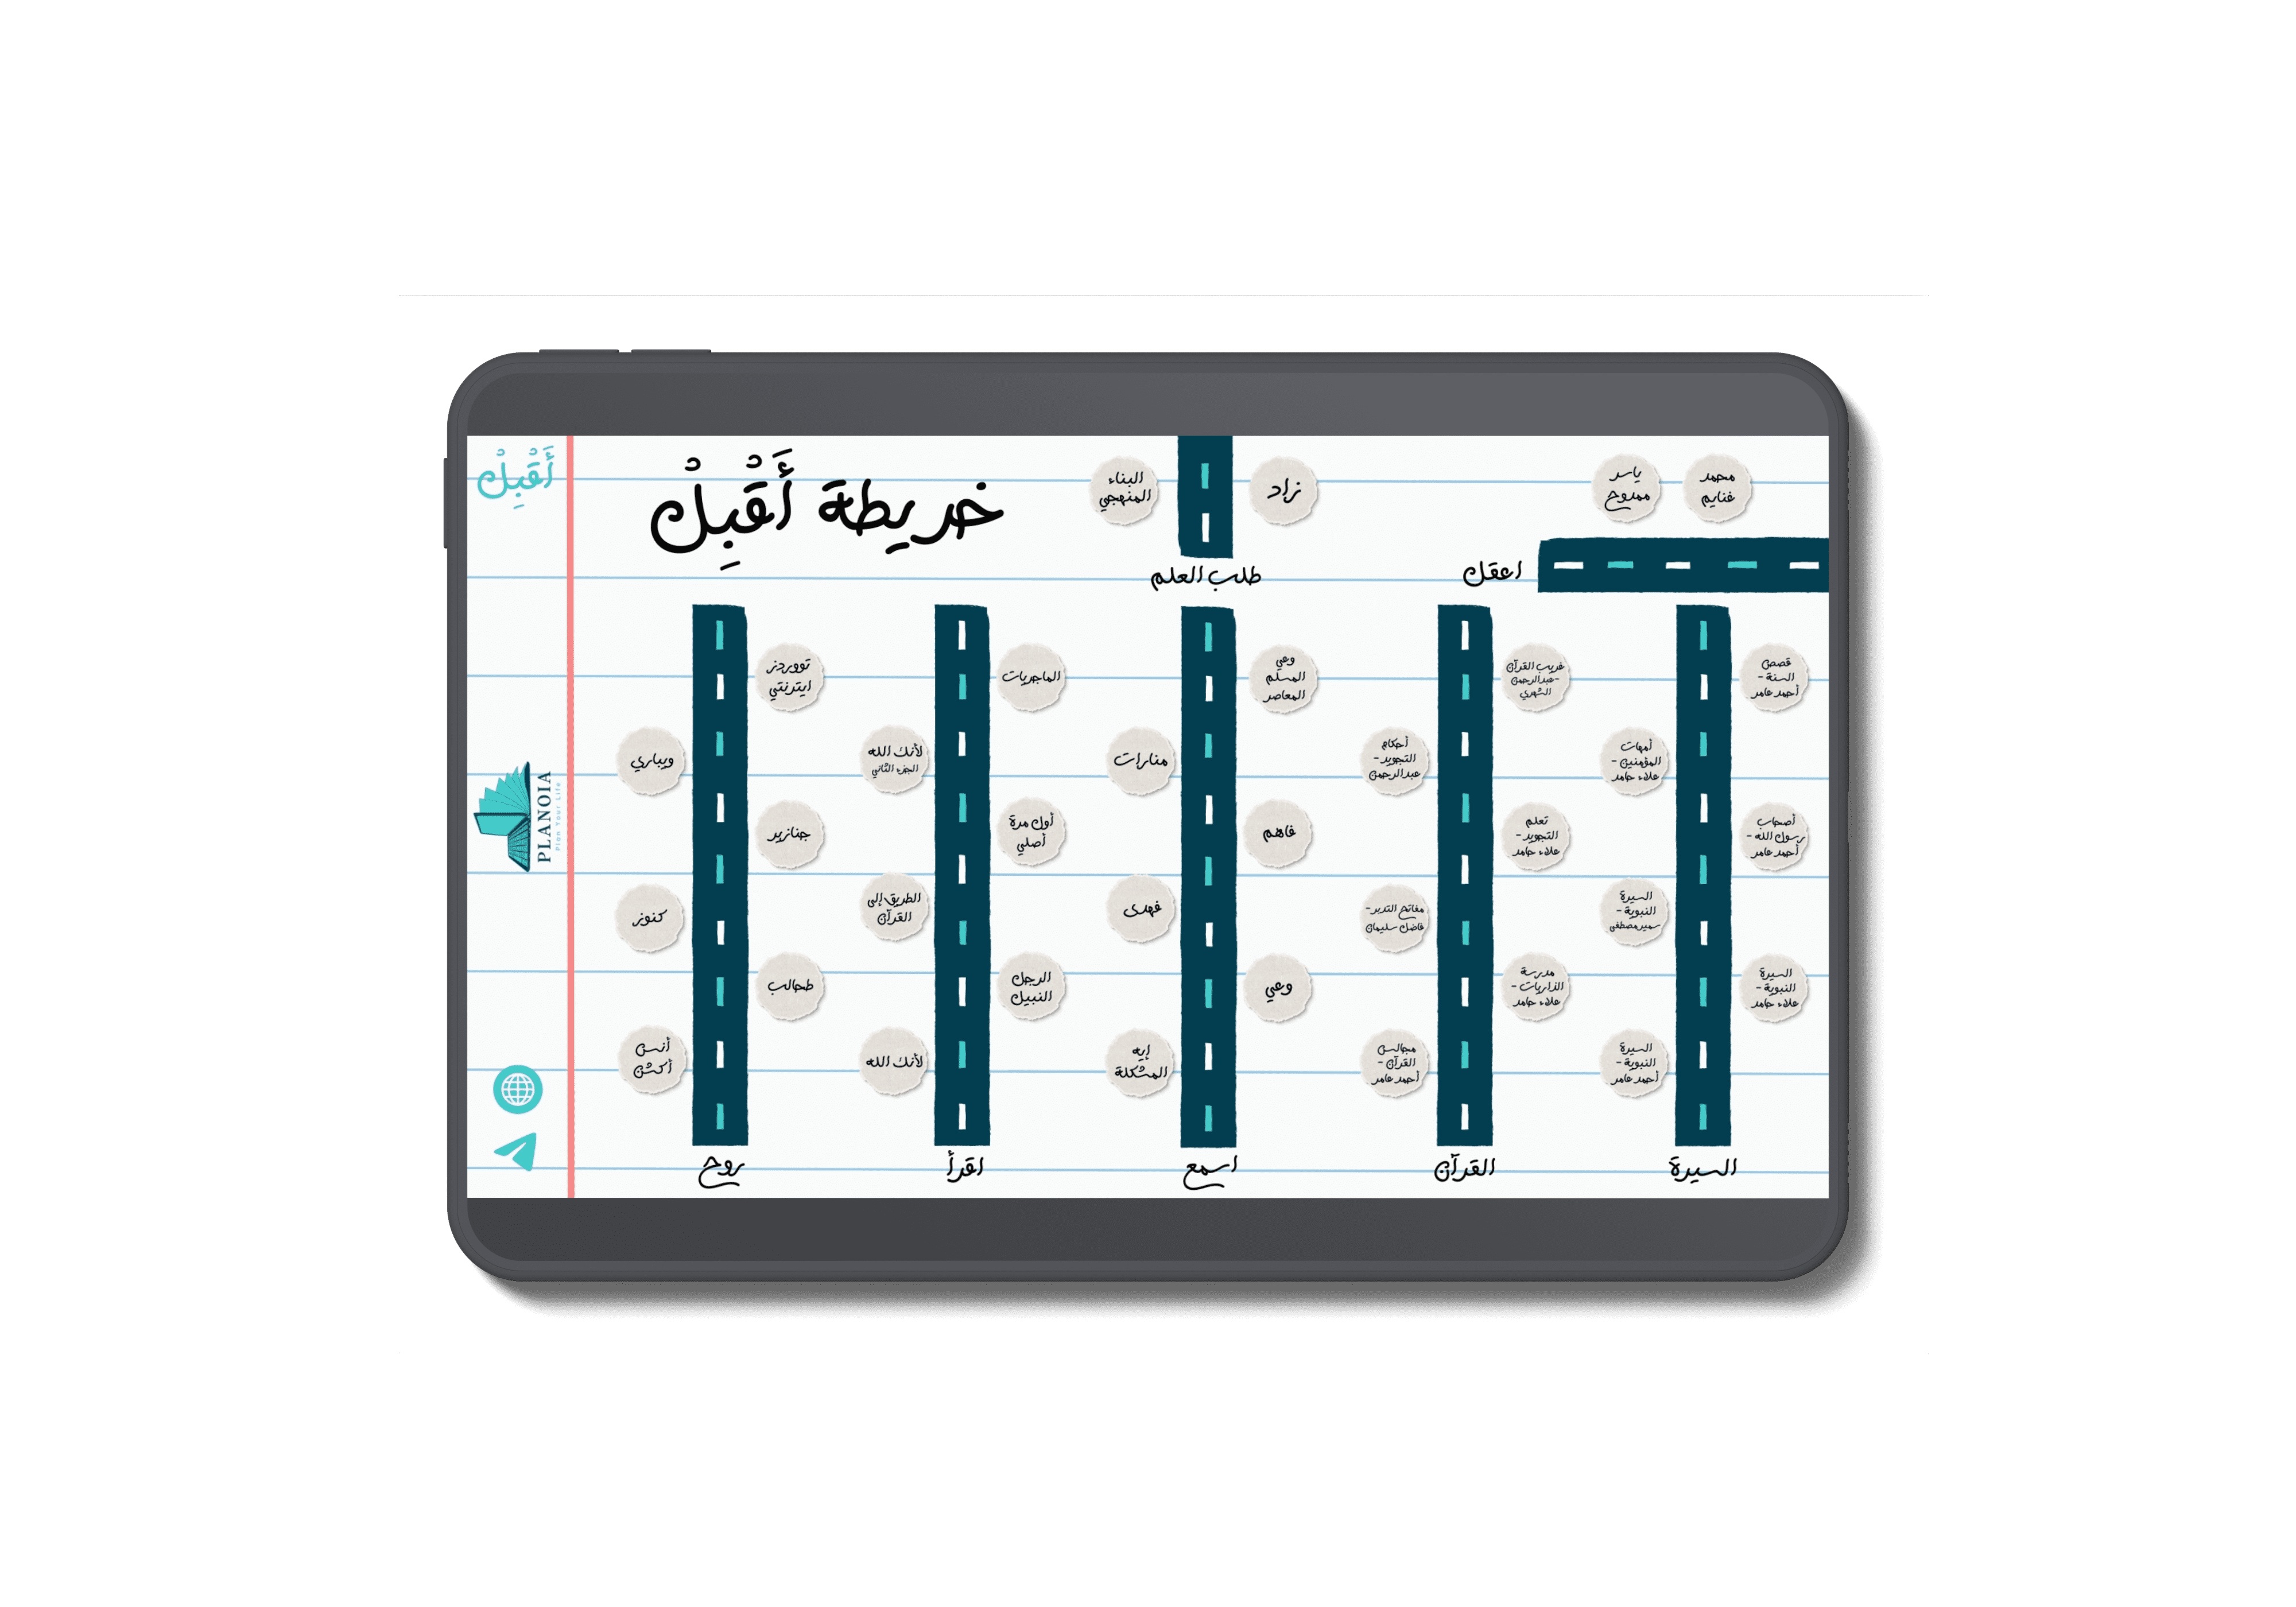 أَقْبِلْ
خريطة أَقْبِلْ
البناء
المنهجي
زاد
طلب العلم
محمد
غنايم
ياسر
ممدوح
اعقل
قصص
السنة -
أحمد عامر
أمهات
المؤمنين -
علاء حامد
أصحاب
رسول الله -
أحمد عامر
السيرة
النبوية -
سمير مصطفى
السيرة
النبوية -
علاء حامد
السيرة
النبوية -
أحمد عامر
السيرة
غريب القرآن
-عبدالرحمن
الشهري
أحكام
التجويد -
عبدالرحمن
تعلم
التجويد -
علاء حامد
مفاتح التدبر -
فاضل سليمان
مدرسة
الذاريات -
علاء حامد
مجالس
القرآن -
أحمد عامر
القرآن
وعي
المسلم
المعاصر
منارات
فاهم
فهدى
وعي
إيه
المشكلة
اسمع
الماجريات
لأنك الله
الجزء الثاني
أول مرة
أصلي
الطريق إلى
القرآن
الرجل
النبيل
لأنك الله
اقرأ
تووردز
ايترنتي
ويباري
جنازير
كنوز
طحالب
أنس
أكشن
روح
PLANOIA
Plan Your Life